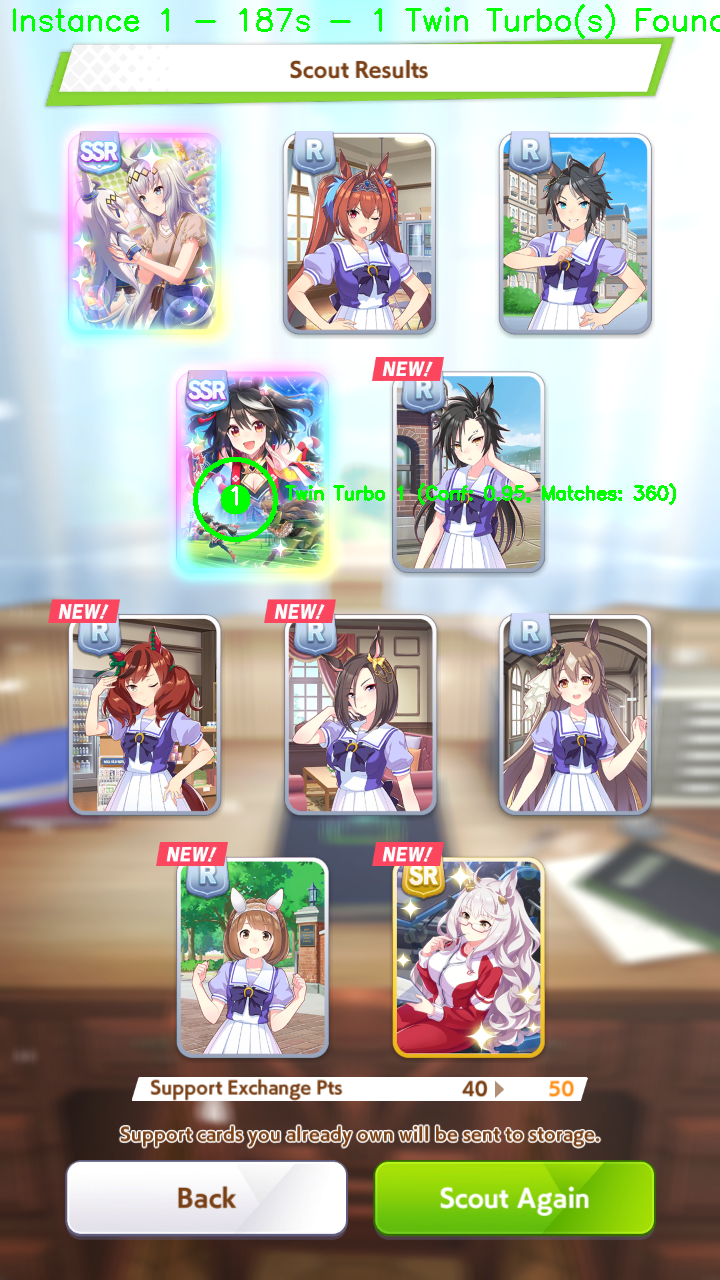 Instance 1 - 187s - 1 Twin Turbo(s) Found
Scout Results
SSR
R
R
SSR
NEW!
R
1
Twin Turbo 1 (Conf: 0.95, Matches: 360)
NEW!
R
NEW!
R
R
NEW!
R
NEW!
SR
Support Exchange Pts 40 50
Support cards you already own will be sent to storage.
Back
Scout Again